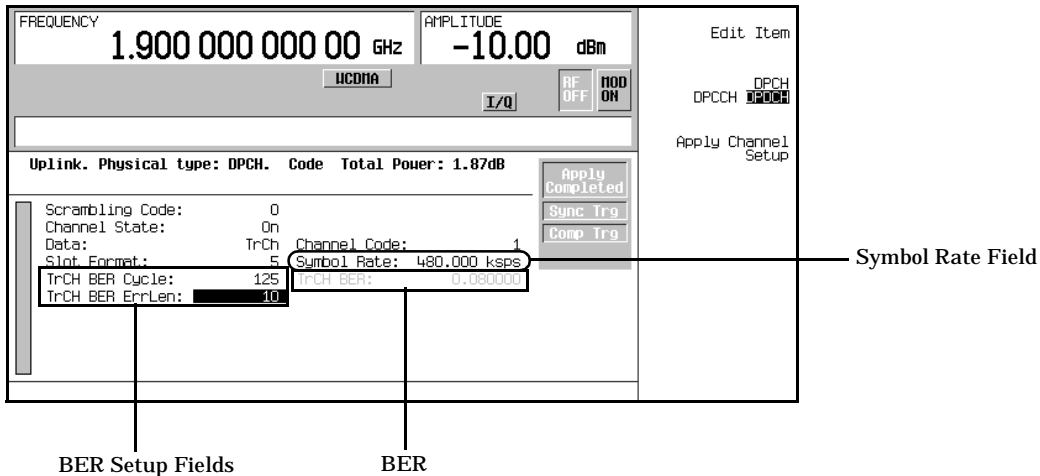 FREQUENCY
1.900 000 000 00 GHz
AMPLITUDE
-10.00 dBm
WCDMA
I/Q
RF OFF
MOD ON
Edit Item
DPCH
DPCCH DPDCH
Apply Channel Setup
Uplink. Physical type: DPCH. Code Total Power: 1.87dB
Apply Completed
Sync Trg
Comp Trg
Scrambling Code: 0
Channel State: On
Data: TrCh Channel Code: 1
Slot Format: 5 Symbol Rate: 480.000 ksps
TrCH BER Cycle: 125 TrCH BER: 0.080000
TrCH BER ErrLen: 10
Symbol Rate Field
BER Setup Fields
BER